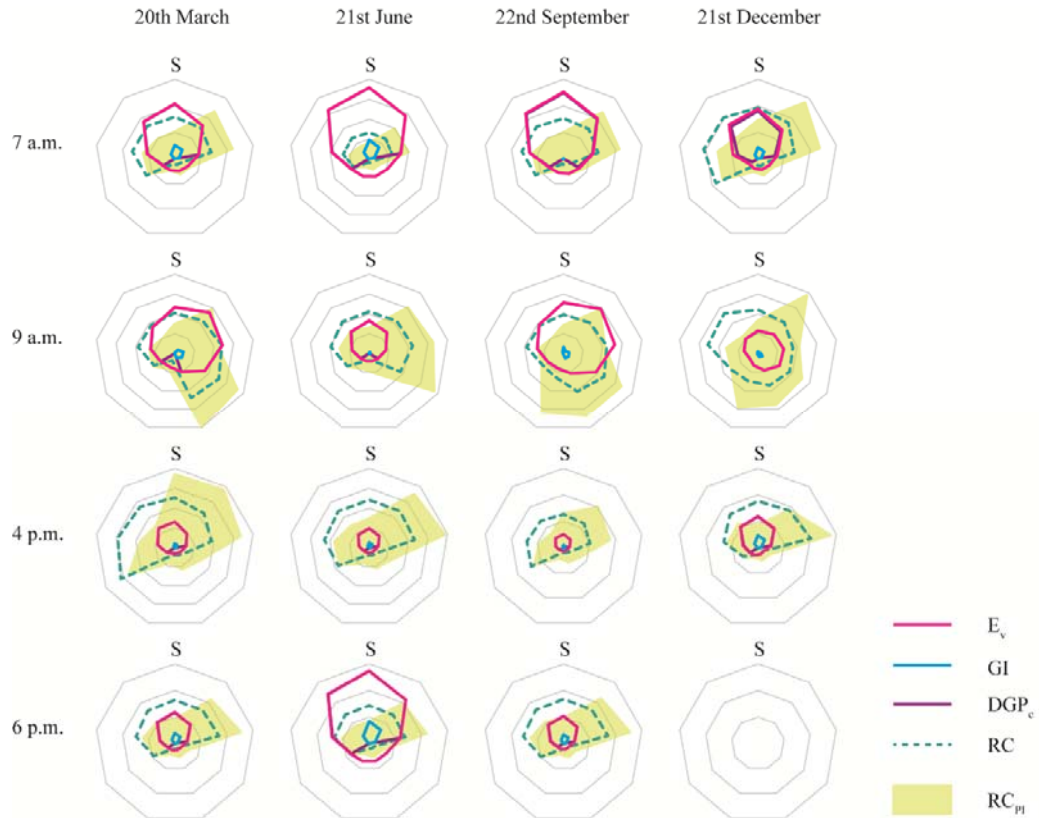 20th March 21st June 22nd September 21st December
S S S S
7 a.m.
S S S S
9 a.m.
S S S S
4 p.m.
S S S S
6 p.m.
Ev
GI
DGPc
RC
RCPI